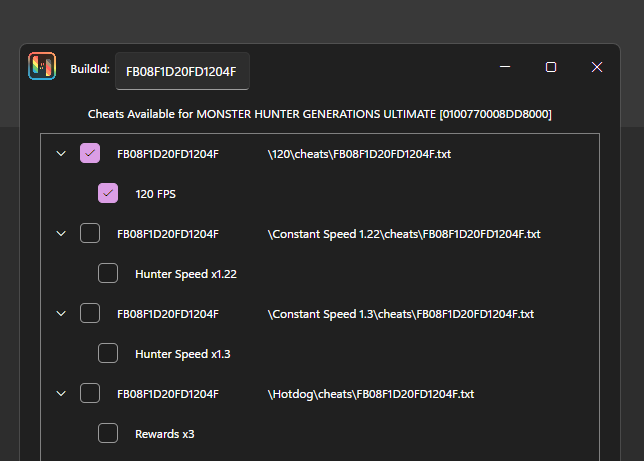 BuildId: FB08F1D20FD1204F
Cheats Available for MONSTER HUNTER GENERATIONS ULTIMATE [0100770008DD8000]
FB08F1D20FD1204F \120\cheats\FB08F1D20FD1204F.txt
120 FPS
FB08F1D20FD1204F \Constant Speed 1.22\cheats\FB08F1D20FD1204F.txt
Hunter Speed x1.22
FB08F1D20FD1204F \Constant Speed 1.3\cheats\FB08F1D20FD1204F.txt
Hunter Speed x1.3
FB08F1D20FD1204F \Hotdog\cheats\FB08F1D20FD1204F.txt
Rewards x3